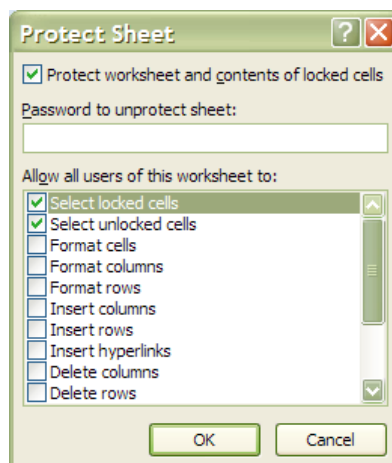 Protect Sheet
Protect worksheet and contents of locked cells
Password to unprotect sheet:
Allow all users of this worksheet to:
Select locked cells
Select unlocked cells
Format cells
Format columns
Format rows
Insert columns
Insert rows
Insert hyperlinks
Delete columns
Delete rows
OK Cancel